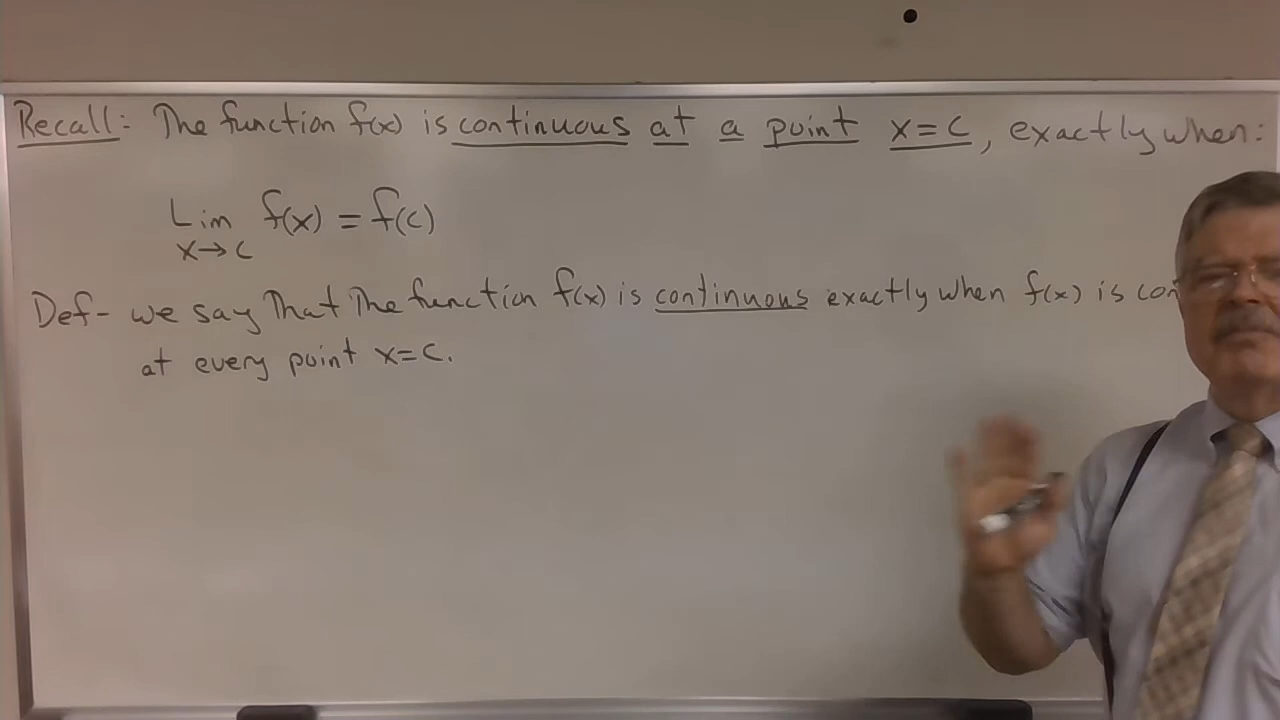 Recall: The function f(x) is continuous at a point x=c, exactly when:
Lim f(x) = f(c)
x→c
Def- we say that the function f(x) is continuous exactly when f(x) is
at every point x=c.